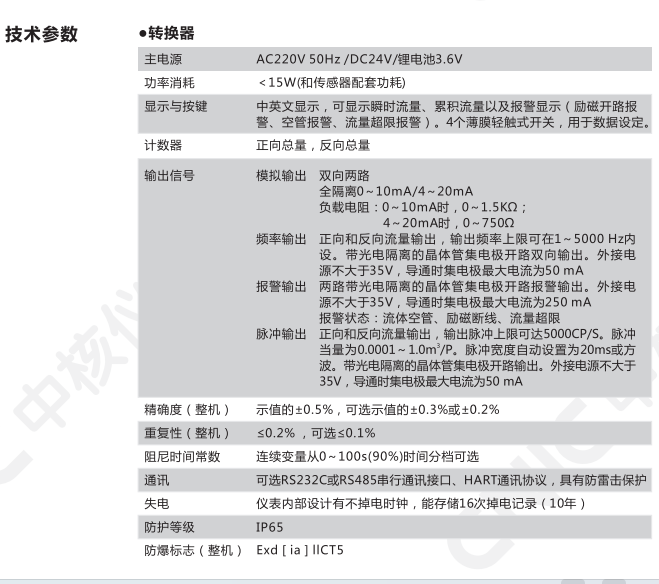 技术参数
●转换器
主电源 AC220V 50Hz /DC24V/锂电池3.6V
功率消耗 ＜15W(和传感器配套功耗)
显示与按键 中英文显示，可显示瞬时流量、累积流量以及报警显示（励磁开路报
警、空管报警、流量超限报警）。4个薄膜轻触式开关，用于数据设定。
计数器 正向总量，反向总量
输出信号 模拟输出 双向两路
全隔离0～10mA/4～20mA
负载电阻：0～10mA时，0～1.5KΩ；
4～20mA时，0～750Ω
频率输出 正向和反向流量输出，输出频率上限可在1～5000 Hz内
设。带光电隔离的晶体管集电极开路双向输出。外接电
源不大于35V，导通时集电极最大电流为50 mA
报警输出 两路带光电隔离的晶体管集电极开路报警输出。外接电
源不大于35V，导通时集电极最大电流为250 mA
报警状态：流体空管、励磁断线、流量超限
脉冲输出 正向和反向流量输出，输出脉冲上限可达5000CP/S。脉冲
当量为0.0001～1.0m³/P。脉冲宽度自动设置为20ms或方
波。带光电隔离的晶体管集电极开路输出。外接电源不大于
35V，导通时集电极最大电流为50 mA
精确度（整机） 示值的±0.5%，可选示值的±0.3%或±0.2%
重复性（整机） ≤0.2%，可选≤0.1%
阻尼时间常数 连续变量从0～100s(90%)时间分档可选
通讯 可选RS232C或RS485串行通讯接口、HART通讯协议，具有防雷击保护
失电 仪表内部设计有不掉电时钟，能存储16次掉电记录（10年）
防护等级 IP65
防爆标志（整机） Exd [ ia ] llCT5